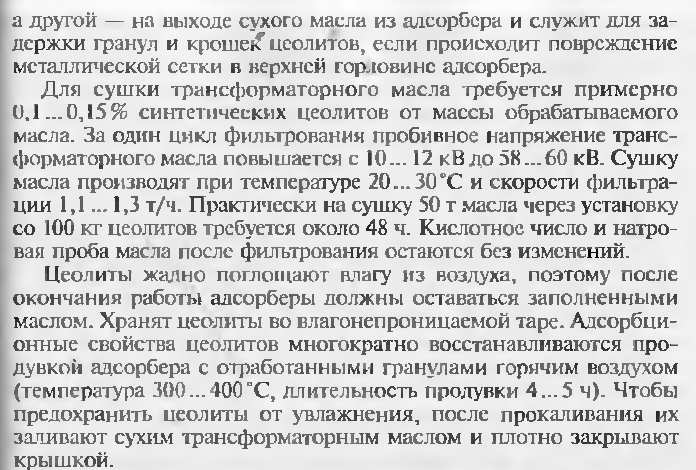 а другой — на выходе сухого масла из адсорбера и служит для за-
держки гранул и крошек цеолитов, если происходит повреждение
металлической сетки в верхней горловине адсорбера.
Для сушки трансформаторного масла требуется примерно
0,1...0,15% синтетических цеолитов от массы обрабатываемого
масла. За один цикл фильтрования пробивное напряжение транс-
форматорного масла повышается с 10...12 кВ до 58...60 кВ. Сушку
масла производят при температуре 20...30°С и скорости фильтра-
ции 1,1...1,3 т/ч. Практически на сушку 50 т масла через установку
со 100 кг цеолитов требуется около 48 ч. Кислотное число и натро-
вая проба масла после фильтрования остаются без изменений.
Цеолиты жадно поглощают влагу из воздуха, поэтому после
окончания работы адсорберы должны оставаться заполненными
маслом. Хранят цеолиты во влагонепроницаемой таре. Адсорбци-
онные свойства цеолитов многократно восстанавливаются про-
дувкой адсорбера с отработанными гранулами горячим воздухом
(температура 300...400°С, длительность продувки 4...5 ч). Чтобы
предохранить цеолиты от увлажнения, после прокаливания их
заливают сухим трансформаторным маслом и плотно закрывают
крышкой.